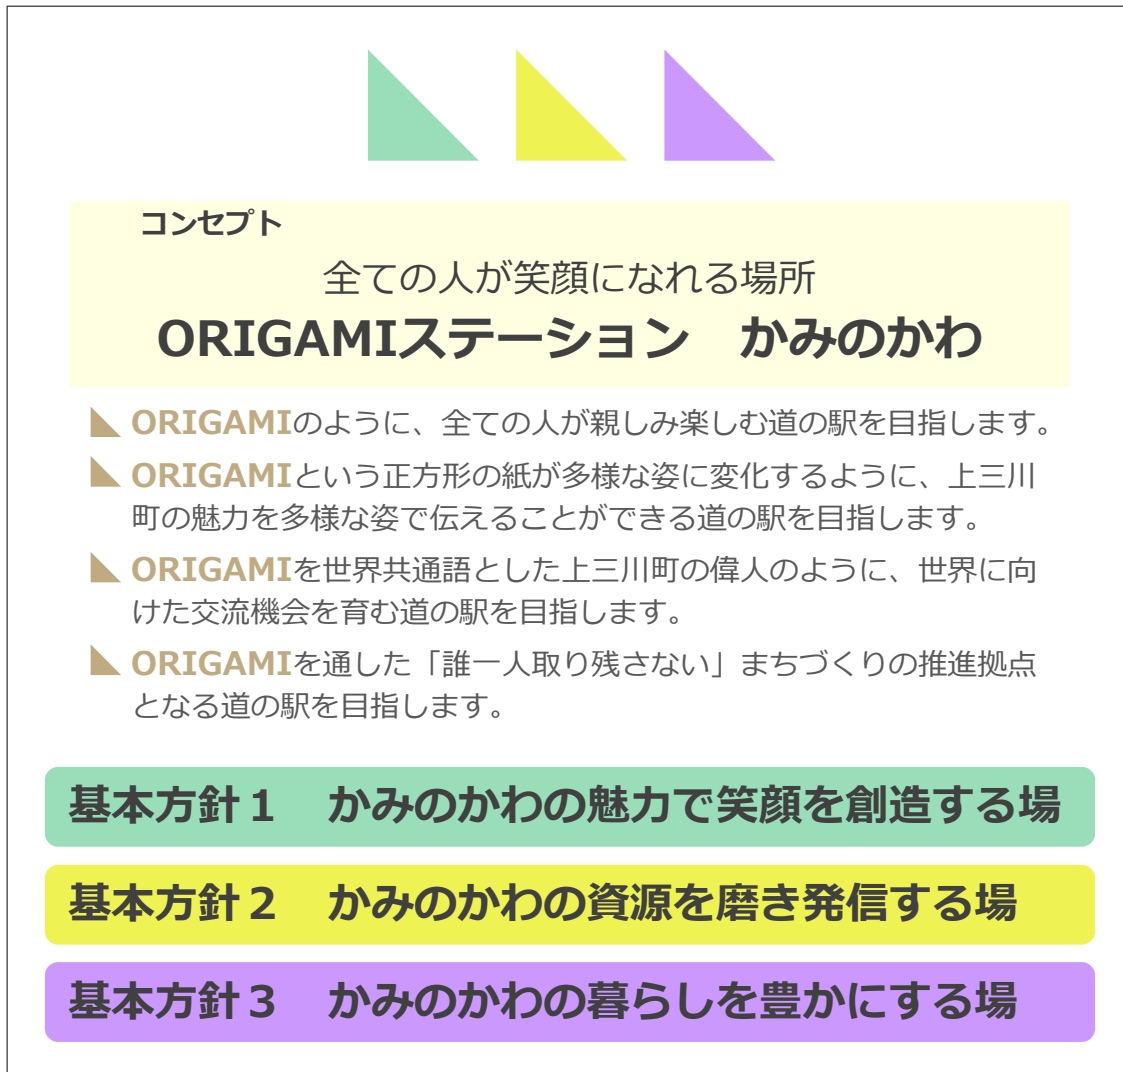 コンセプト
全ての人が笑顔になれる場所
ORIGAMIステーション　かみのかわ
ORIGAMIのように、全ての人が親しみ楽しむ道の駅を目指します。
ORIGAMIという正方形の紙が多様な姿に変化するように、上三川
町の魅力を多様な姿で伝えることができる道の駅を目指します。
ORIGAMIを世界共通語とした上三川町の偉人のように、世界に向
けた交流機会を育む道の駅を目指します。
ORIGAMIを通した「誰一人取り残さない」まちづくりの推進拠点
となる道の駅を目指します。
基本方針１　かみのかわの魅力で笑顔を創造する場
基本方針２　かみのかわの資源を磨き発信する場
基本方針３　かみのかわの暮らしを豊かにする場